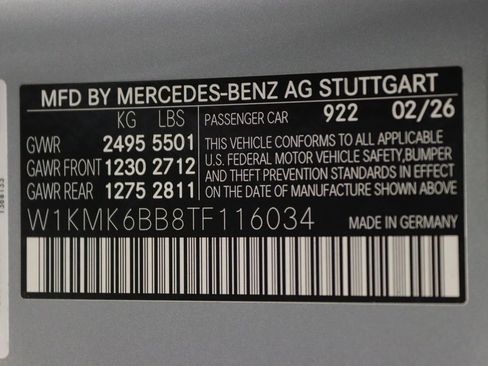 MFD BY MERCEDES-BENZ AG STUTTGART
KG LBS
GVWR 2495 5501
GAWR FRONT 1230 2712
GAWR REAR 1275 2811
PASSENGER CAR 922 02/26
THIS VEHICLE CONFORMS TO ALL APPLICABLE
U.S. FEDERAL MOTOR VEHICLE SAFETY,BUMPER
AND THEFT PREVENTION STANDARDS IN EFFECT
ON THE DATE OF MANUFACTURE SHOWN ABOVE.
W1KMK6BB8TF116034
MADE IN GERMANY